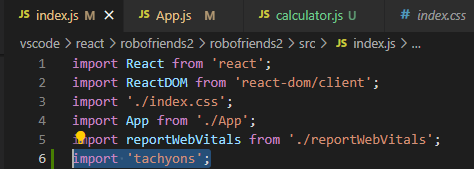 JS index.js M
JS App.js M
JS calculator.js U
# index.css
vscode > react > robofriends2 > robofriends2 > src > JS index.js > ...
1 import React from 'react';
2 import ReactDOM from 'react-dom/client';
3 import './index.css';
4 import App from './App';
5 import reportWebVitals from './reportWebVitals';
6 import 'tachyons';